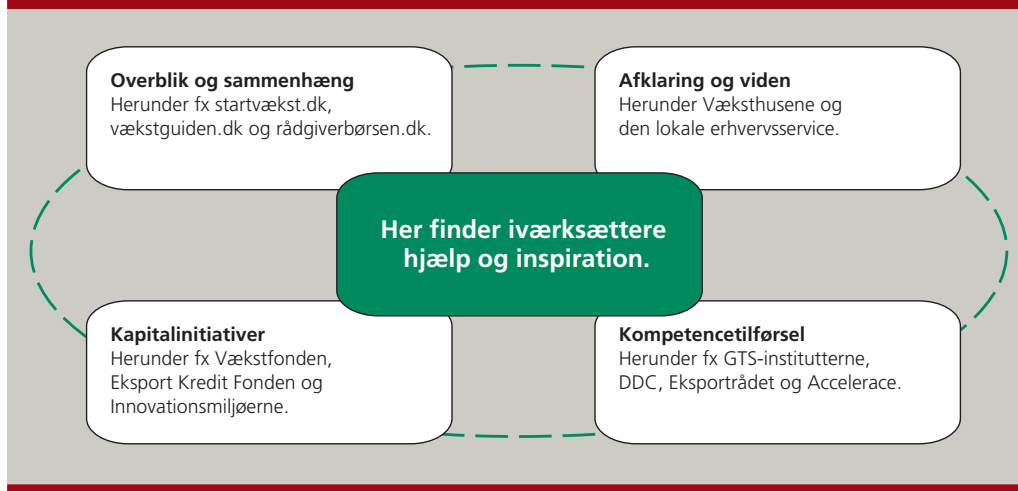 Overblik og sammenhæng
Herunder fx startvækst.dk,
vækstguiden.dk og rådgiverbørsen.dk.
Afklaring og viden
Herunder Væksthusene og
den lokale erhvervsservice.
Her finder iværksættere
hjælp og inspiration.
Kapitalinitiativer
Herunder fx Vækstfonden,
Eksport Kredit Fonden og
Innovationsmiljøerne.
Kompetencetilførsel
Herunder fx GTS-institutterne,
DDC, Eksportrådet og Accelerace.